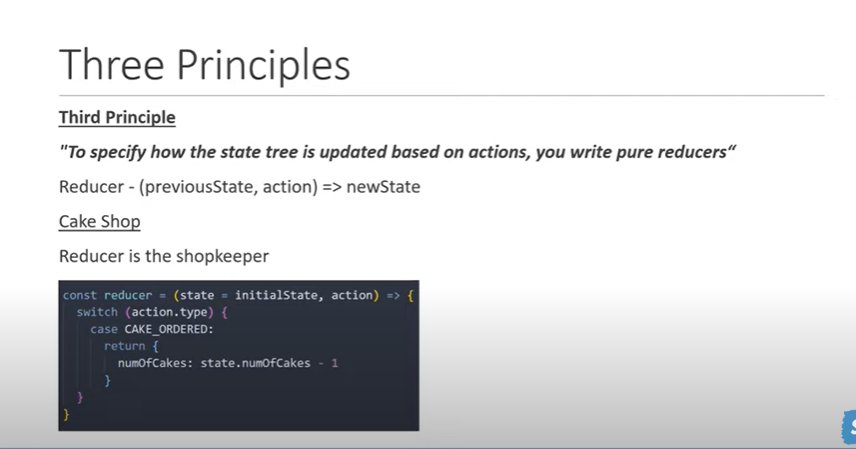 Three Principles
Third Principle
"To specify how the state tree is updated based on actions, you write pure reducers“
Reducer - (previousState, action) => newState
Cake Shop
Reducer is the shopkeeper
const reducer = (state = initialState, action) => {
  switch (action.type) {
    case CAKE_ORDERED:
      return {
        numOfCakes: state.numOfCakes - 1
      }
  }
}